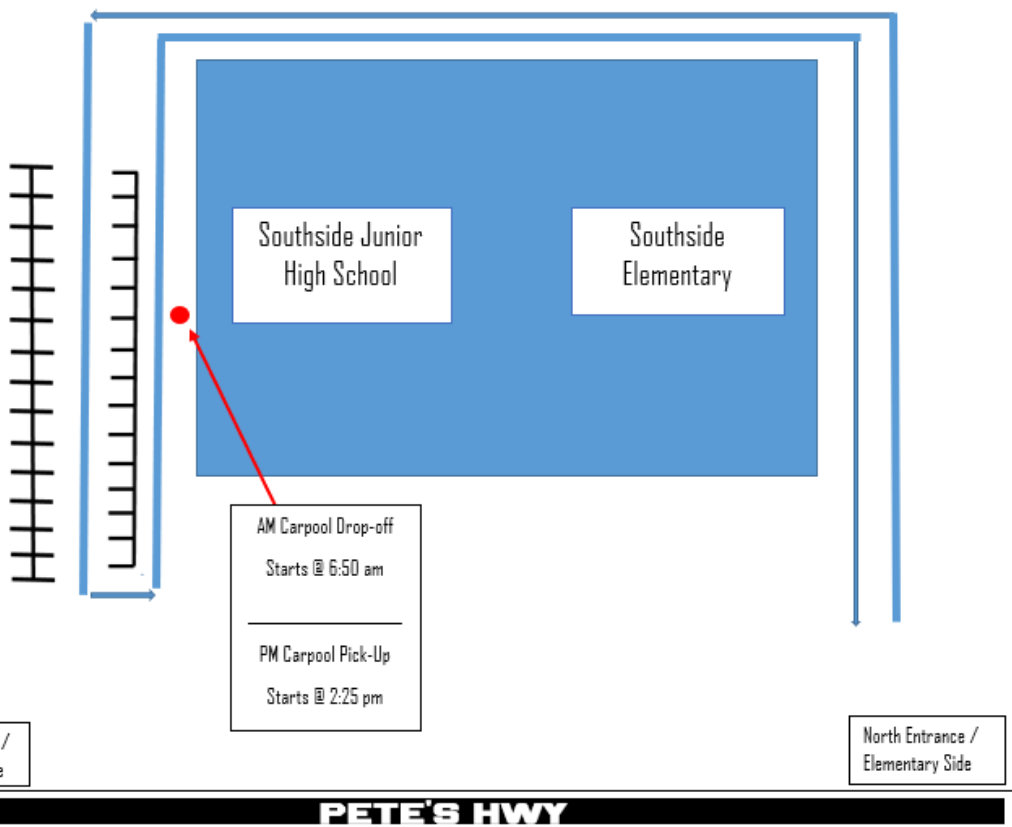 Southside Junior
High School
Southside
Elementary
AM Carpool Drop-off
Starts @ 6:50 am
PM Carpool Pick-Up
Starts @ 2:25 pm
/
North Entrance /
Elementary Side
PETE'S HWY